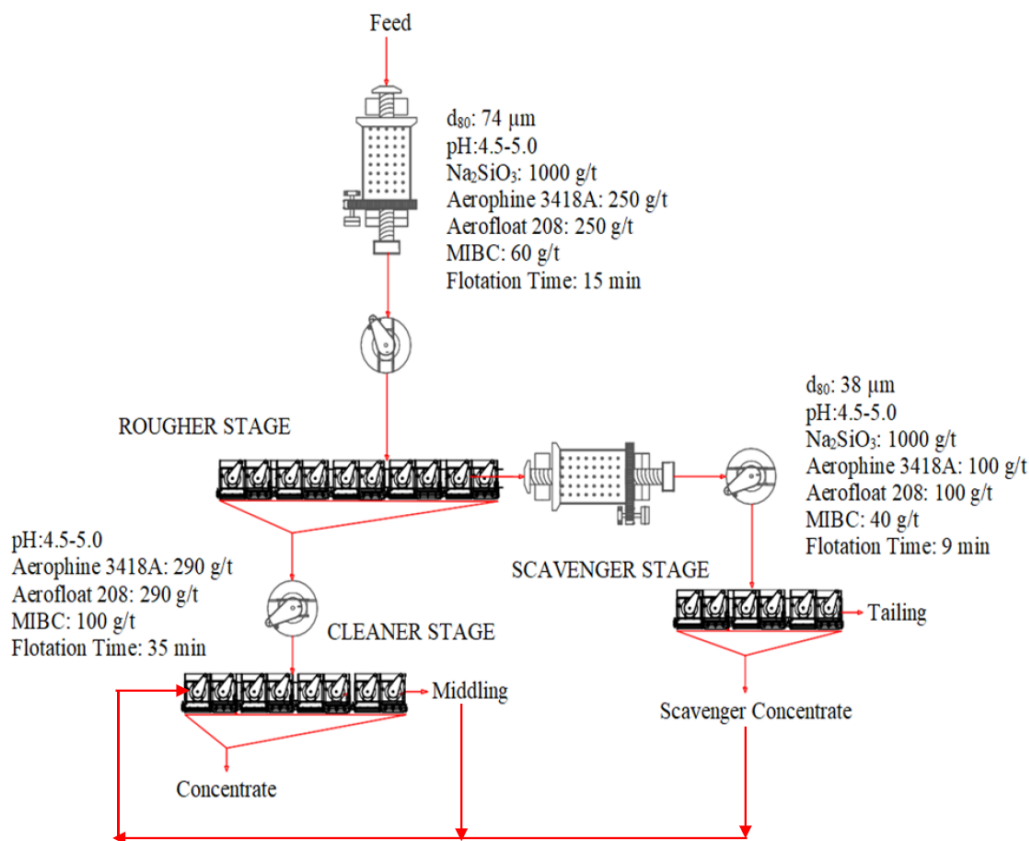 Feed
d₈₀: 74 µm
pH:4.5-5.0
Na₂SiO₃: 1000 g/t
Aerophine 3418A: 250 g/t
Aerofloat 208: 250 g/t
MIBC: 60 g/t
Flotation Time: 15 min
ROUGHER STAGE
d₈₀: 38 µm
pH:4.5-5.0
Na₂SiO₃: 1000 g/t
Aerophine 3418A: 100 g/t
Aerofloat 208: 100 g/t
MIBC: 40 g/t
Flotation Time: 9 min
pH:4.5-5.0
Aerophine 3418A: 290 g/t
Aerofloat 208: 290 g/t
MIBC: 100 g/t
Flotation Time: 35 min
CLEANER STAGE
SCAVENGER STAGE
Tailing
Middling
Scavenger Concentrate
Concentrate